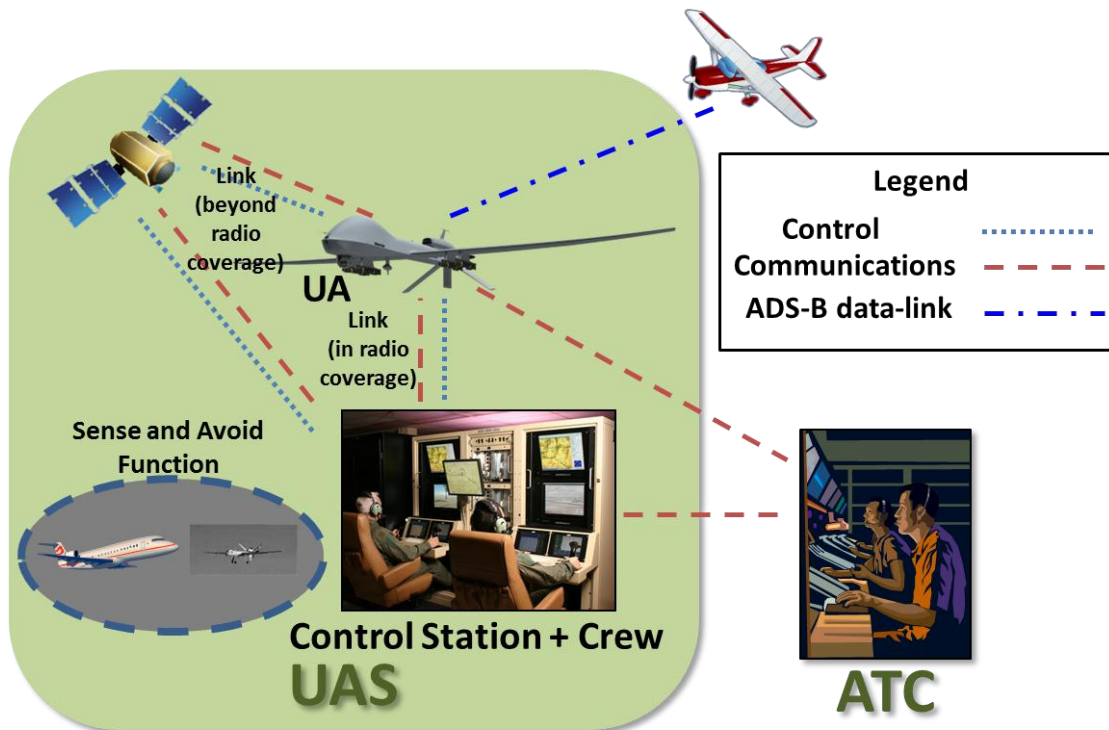 Link
(beyond
radio
coverage)
UA
Link
(in radio
coverage)
Legend
Control
Communications
ADS-B data-link
Sense and Avoid
Function
Control Station + Crew
UAS
ATC